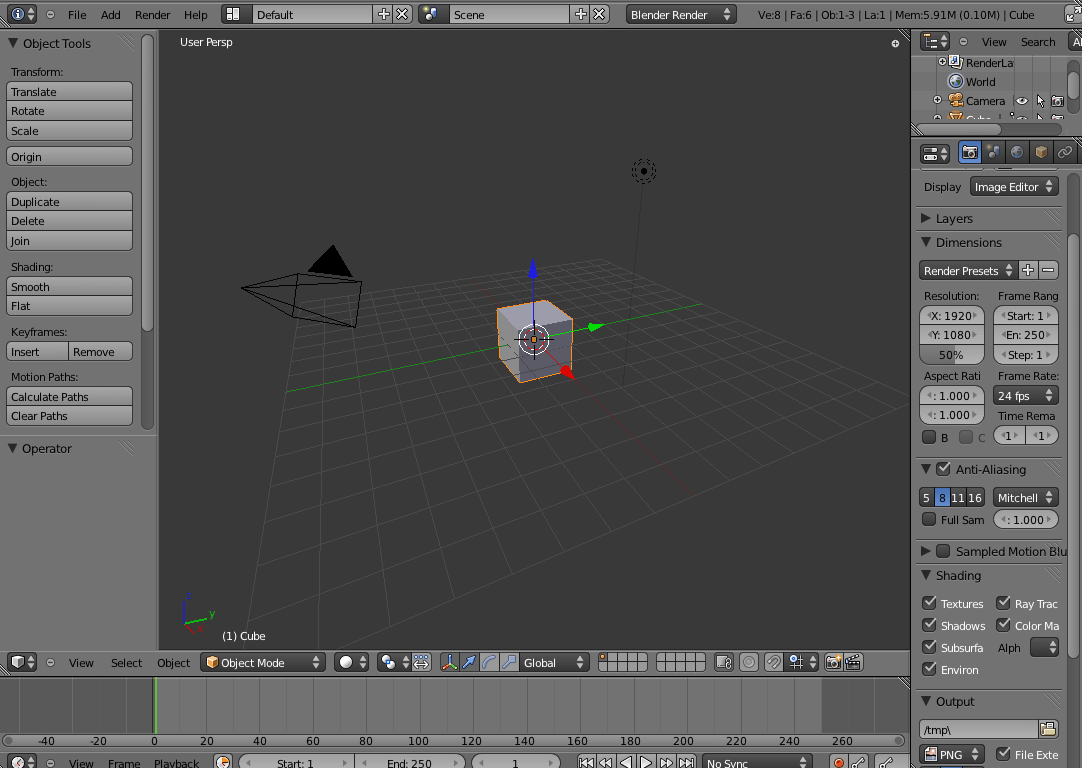 File Add Render Help Default Scene Blender Render Ve:8 | Fa:6 | Ob:1-3 | La:1 | Mem:5.91M (0.10M) | Cube
Object Tools
Transform:
Translate
Rotate
Scale
Origin
Object:
Duplicate
Delete
Join
Shading:
Smooth
Flat
Keyframes:
Insert Remove
Motion Paths:
Calculate Paths
Clear Paths
Operator
User Persp
z
y
(1) Cube
View Search
RenderLa
World
Camera
Display Image Editor
Layers
Dimensions
Render Presets
Resolution: Frame Rang
X: 1920 Start: 1
Y: 1080 En: 250
50% Step: 1
Aspect Rati Frame Rate:
: 1.000 24 fps
: 1.000 Time Rema
B C 1 1
Anti-Aliasing
5 8 11 16 Mitchell
Full Sam : 1.000
Sampled Motion Blu
Shading
Textures Ray Trac
Shadows Color Ma
Subsurfa Alph
Environ
Output
/tmp\
PNG File Exte
View Select Object Object Mode Global
-40 -20 0 20 40 60 80 100 120 140 160 180 200 220 240 260
View Frame Playback Start: 1 End: 250 1 No Sync